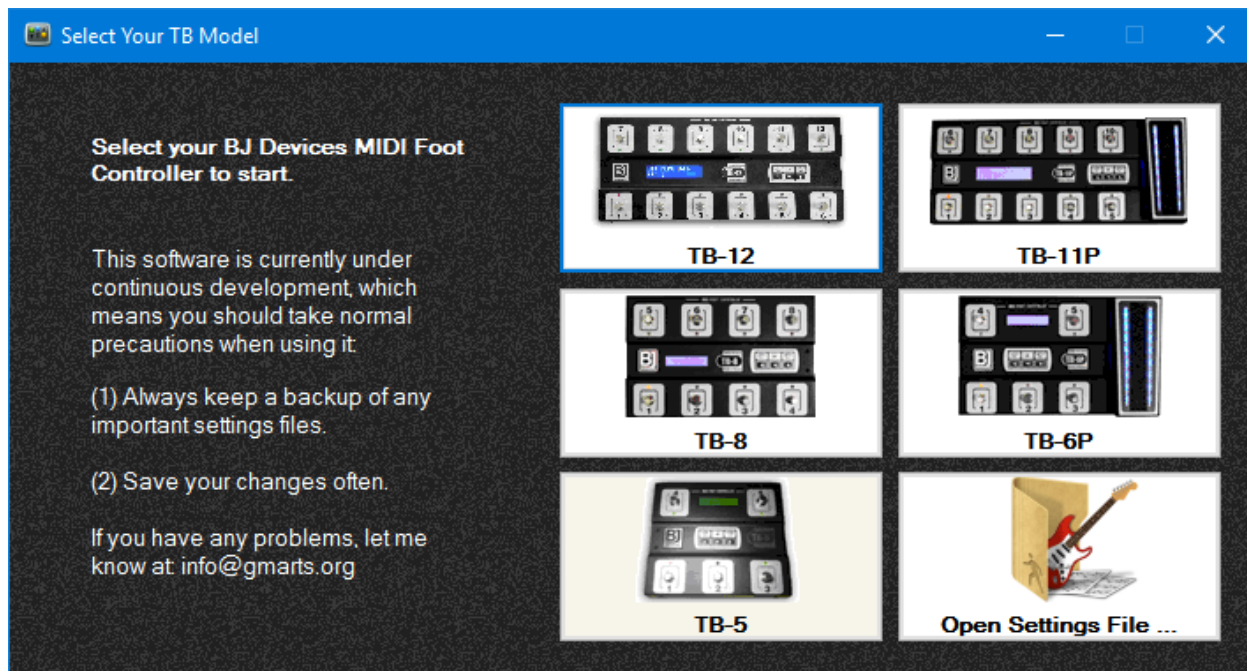 Select Your TB Model
Select your BJ Devices MIDI Foot
Controller to start.
This software is currently under
continuous development, which
means you should take normal
precautions when using it:
(1) Always keep a backup of any
important settings files.
(2) Save your changes often.
If you have any problems, let me
know at: info@gmarts.org
TB-12
TB-11P
TB-8
TB-6P
TB-5
Open Settings File ...